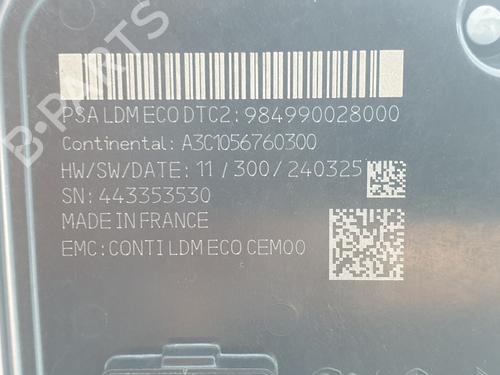 PSA LDM ECO DTC2: 984990028000
Continental: A3C1056760300
HW/SW/DATE: 11/300/240325
SN: 443353530
MADE IN FRANCE
EMC: CONTI LDM ECO CEM00
B-PARTS